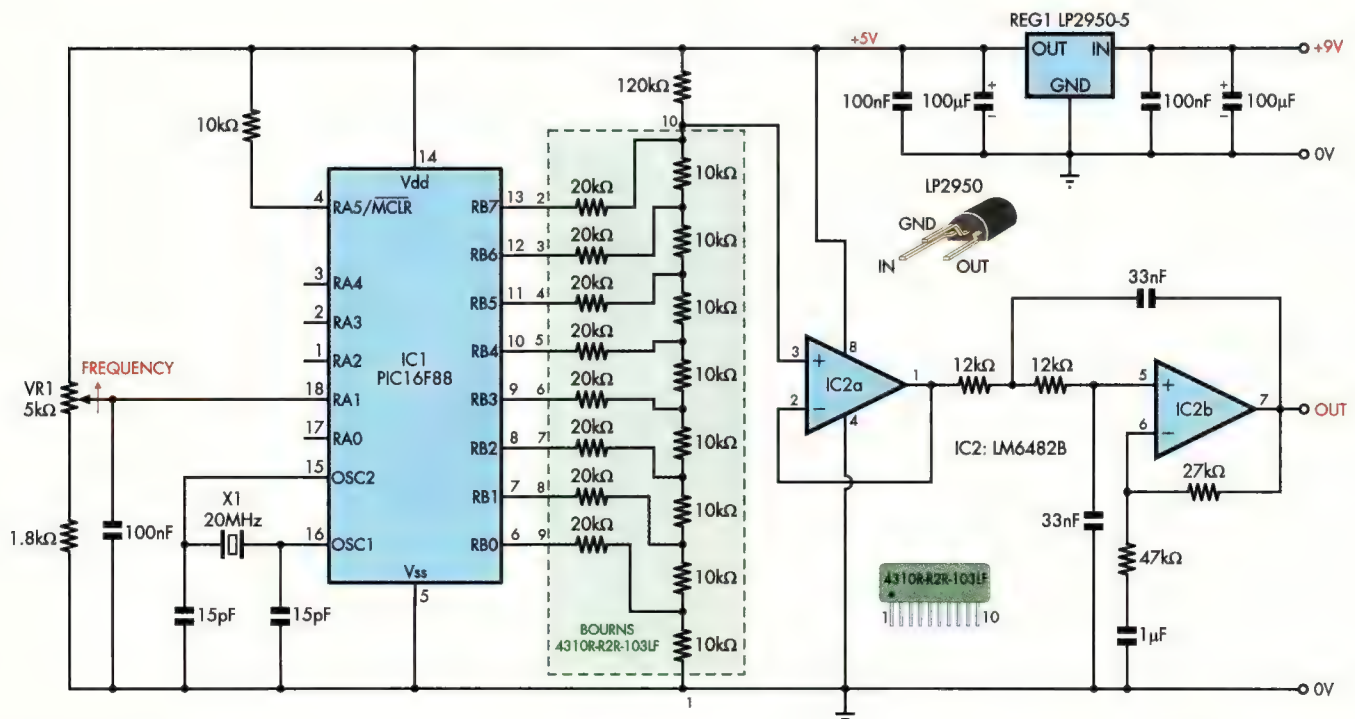 REG1 LP2950-5
+5V
OUT IN
GND
+9V
120kΩ
100nF
100µF
+
–
100nF
100µF
+
–
0V
10kΩ
10
14
Vdd
4 RA5/MCLR
RB7 13 2
20kΩ
10kΩ
LP2950
GND
IN
OUT
RB6 12 3
20kΩ
10kΩ
3 RA4
RB5 11 4
20kΩ
10kΩ
33nF
2 RA3
RB4 10 5
20kΩ
10kΩ
1 RA2
IC1
PIC16F88
FREQUENCY
VR1
5kΩ
18 RA1
RB3 9 6
20kΩ
10kΩ
3 +
8
IC2a
1
2 –
4
12kΩ
12kΩ
5 +
IC2b
7
6 –
OUT
IC2: LM6482B
17 RA0
RB2 8 7
20kΩ
10kΩ
27kΩ
15 OSC2
RB1 7 8
20kΩ
10kΩ
X1
20MHz
1.8kΩ
100nF
16 OSC1
RB0 6 9
20kΩ
10kΩ
33nF
47kΩ
Vss
5
15pF
15pF
BOURNS
4310R-R2R-103LF
10kΩ
4310R-R2R-103LF
1
10
1µF
1
0V